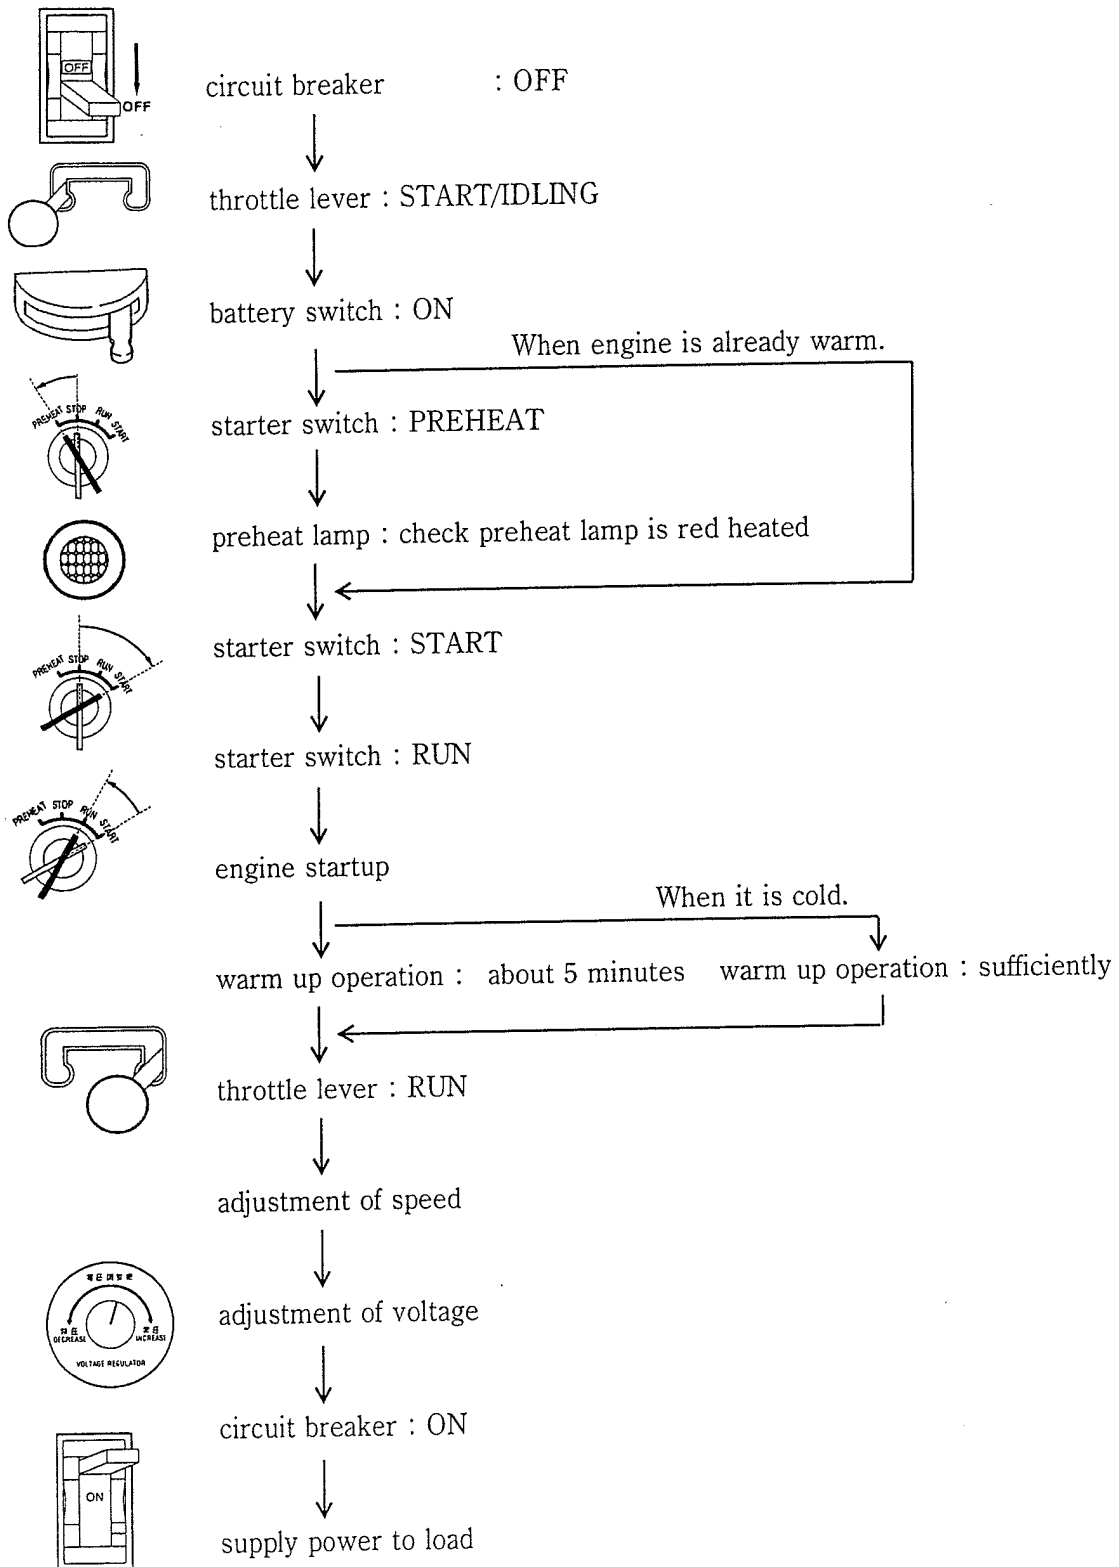 OFF
OFF
circuit breaker : OFF
throttle lever : START/IDLING
battery switch : ON
When engine is already warm.
PREHEAT STOP RUN START
starter switch : PREHEAT
preheat lamp : check preheat lamp is red heated
PREHEAT STOP RUN START
starter switch : START
starter switch : RUN
PREHEAT STOP RUN START
engine startup
When it is cold.
warm up operation : about 5 minutes warm up operation : sufficiently
throttle lever : RUN
adjustment of speed
DECREASE INCREASE
VOLTAGE REGULATOR
adjustment of voltage
circuit breaker : ON
ON
supply power to load